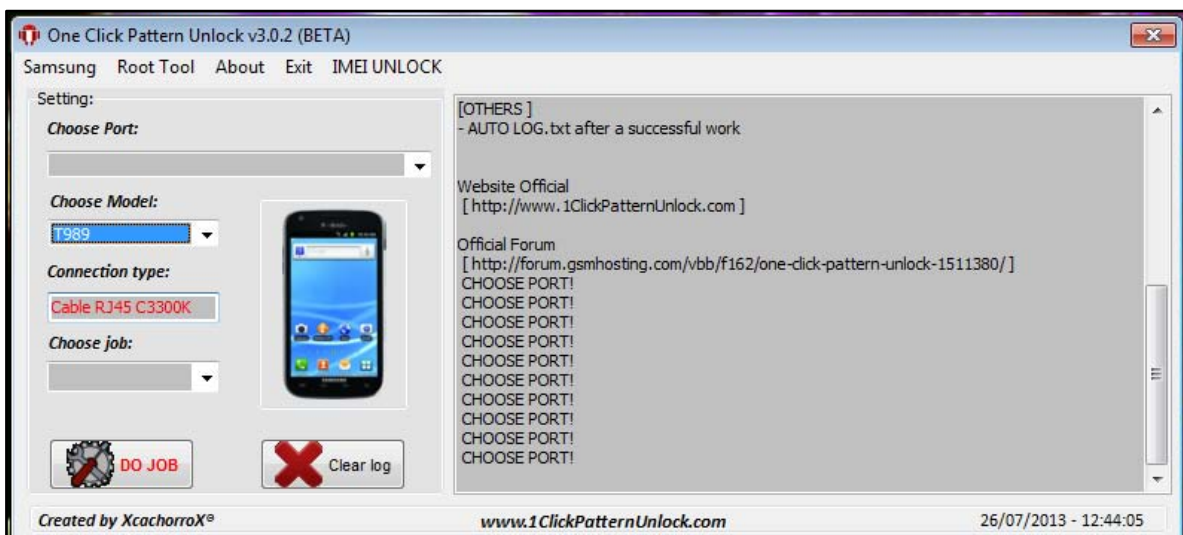 One Click Pattern Unlock v3.0.2 (BETA)
Samsung Root Tool About Exit IMEI UNLOCK
Setting:
Choose Port:
Choose Model:
T989
Connection type:
Cable RJ45 C3300K
Choose job:
DO JOB
Clear log
[OTHERS ]
- AUTO LOG.txt after a successful work
Website Official
[ http://www.1ClickPatternUnlock.com ]
Official Forum
[ http://forum.gsmhosting.com/vbb/f162/one-click-pattern-unlock-1511380/ ]
CHOOSE PORT!
CHOOSE PORT!
CHOOSE PORT!
CHOOSE PORT!
CHOOSE PORT!
CHOOSE PORT!
CHOOSE PORT!
CHOOSE PORT!
CHOOSE PORT!
CHOOSE PORT!
Created by XcachorroX® www.1ClickPatternUnlock.com 26/07/2013 - 12:44:05